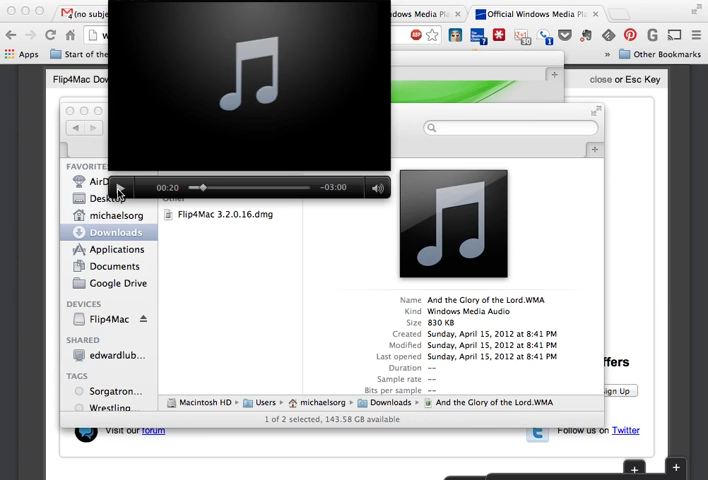 (no subje
indows Media Play
Official Windows Media Pla
Apps
Start of the
Other Bookmarks
Flip4Mac Dow
close or Esc Key
00:20
-03:00
FAVORITES
AirD
Desktop
michaelsorg
Downloads
Applications
Documents
Google Drive
DEVICES
Flip4Mac
SHARED
edwardlub...
TAGS
Sorgatron...
Wrestling...
Other
Flip4Mac 3.2.0.16.dmg
Name And the Glory of the Lord.WMA
Kind Windows Media Audio
Size 830 KB
Created Sunday, April 15, 2012 at 8:41 PM
Modified Sunday, April 15, 2012 at 8:41 PM
Last opened Sunday, April 15, 2012 at 8:41 PM
Duration --
Sample rate --
Bits per sample --
Macintosh HD Users michaelsorg Downloads And the Glory of the Lord.WMA
1 of 2 selected, 143.58 GB available
ffers
Sign Up
Visit our forum
Follow us on Twitter